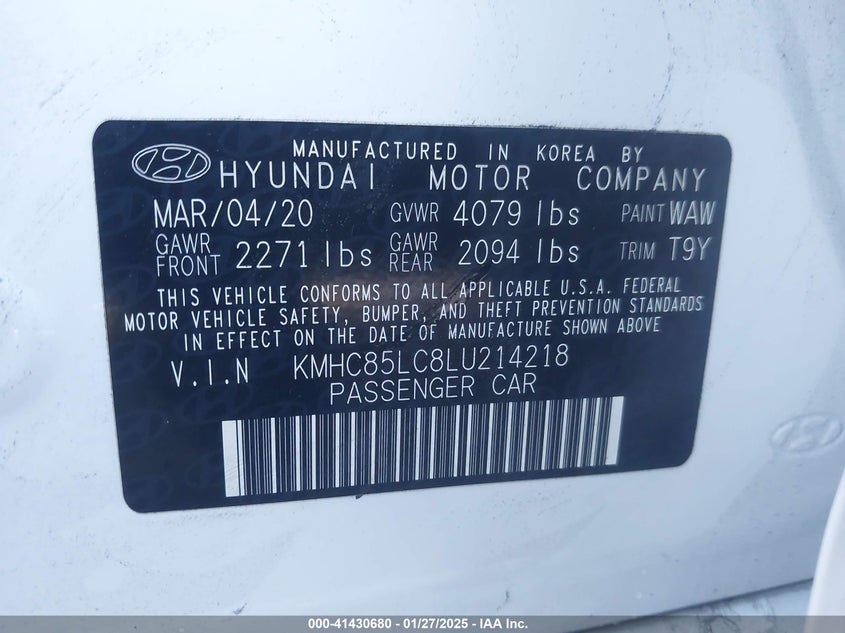 MANUFACTURED IN KOREA BY
HYUNDAI MOTOR COMPANY
MAR/04/20 GVWR 4079 lbs PAINT WAW
GAWR FRONT 2271 lbs GAWR REAR 2094 lbs TRIM T9Y
THIS VEHICLE CONFORMS TO ALL APPLICABLE U.S.A. FEDERAL
MOTOR VEHICLE SAFETY, BUMPER, AND THEFT PREVENTION STANDARDS
IN EFFECT ON THE DATE OF MANUFACTURE SHOWN ABOVE
V.I.N KMHC85LC8LU214218
PASSENGER CAR
000-41430680 | 01/27/2025 | IAA Inc.